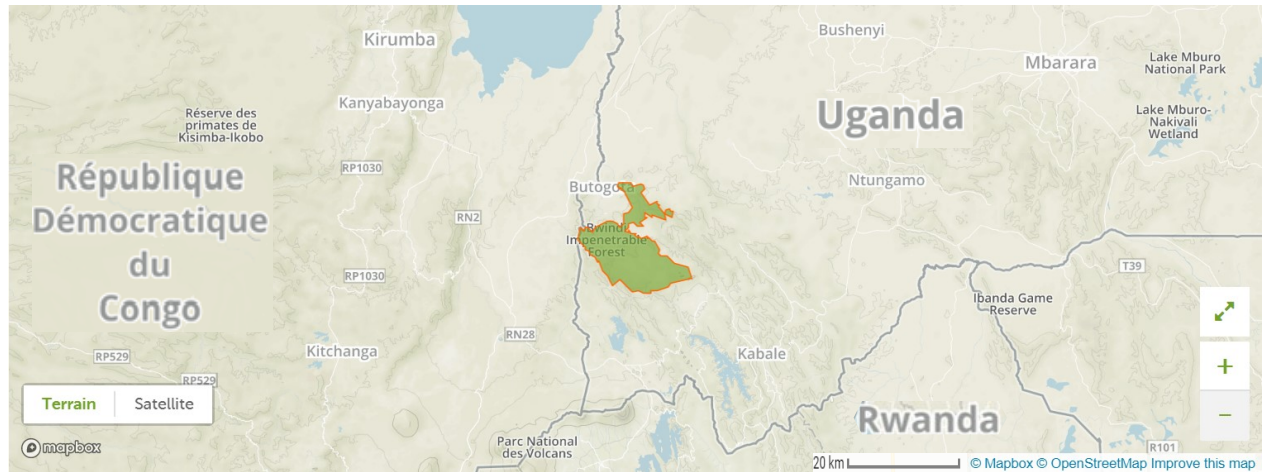 Kirumba
Bushenyi
Mbarara
Lake Mburo
National Park
Kanyabayonga
Réserve des
primates de
Kisimba-Ikobo
Uganda
Lake Mburo-
Nakivali
Wetland
RP1030
République
Démocratique
du
Congo
Butogota
Ntungamo
RN2
Bwindi
Impenetrable
Forest
RP1030
T39
Ibanda Game
Reserve
RN28
Kitchanga
Kabale
RP529
RP529
Terrain
Satellite
Rwanda
Parc National
des Volcans
R101
mapbox
20 km
© Mapbox © OpenStreetMap Improve this map
+
−